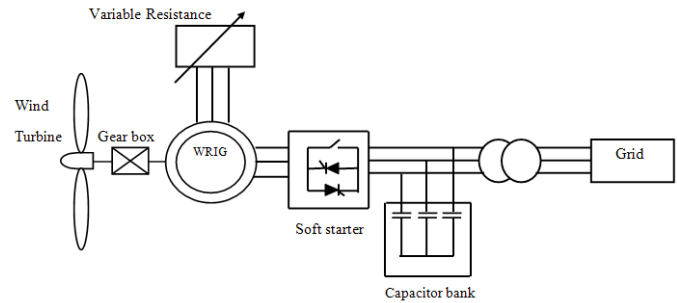 Variable Resistance
Wind
Turbine
Gear box
WRIG
Grid
Soft starter
Capacitor bank